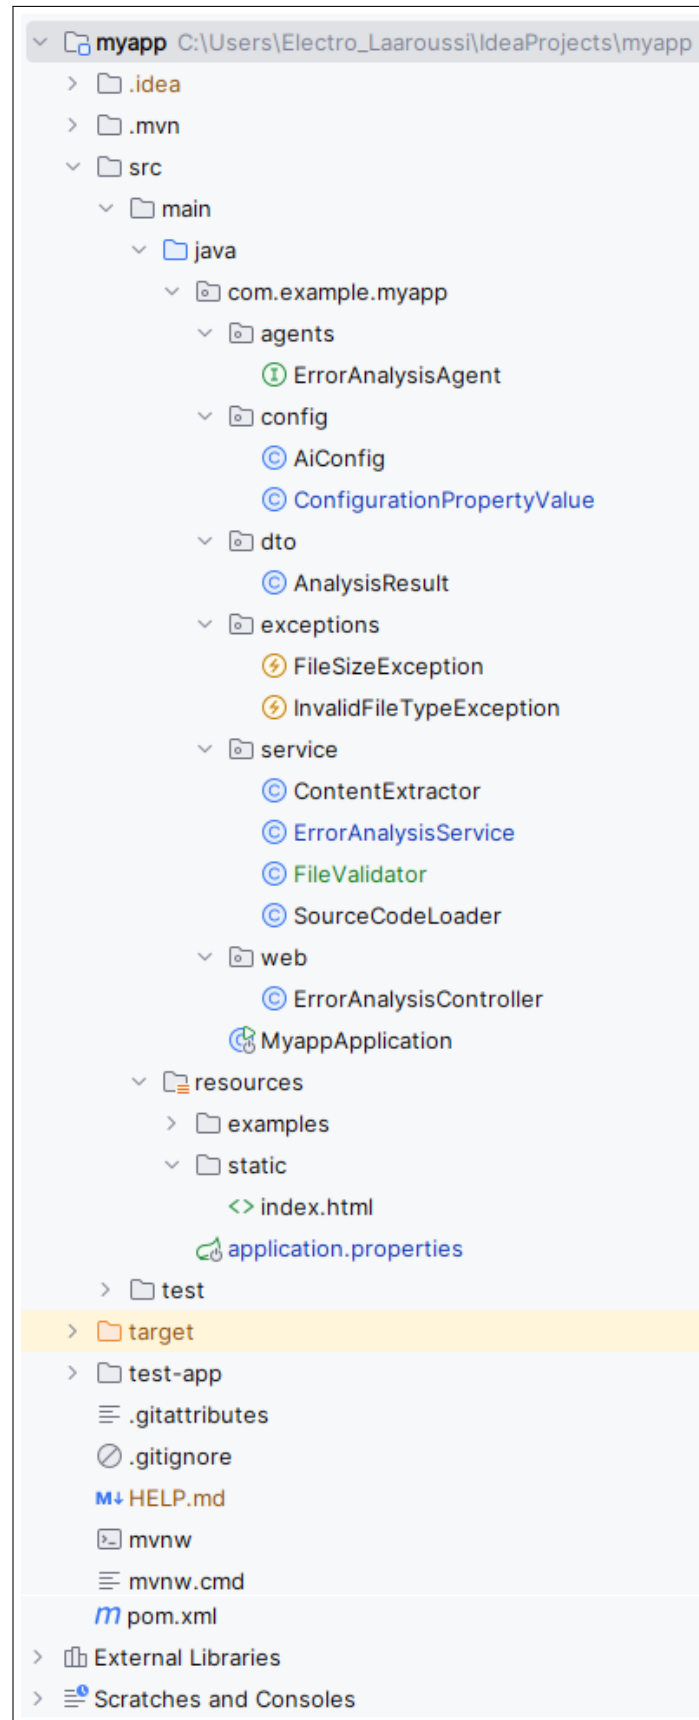 myapp C:\Users\Electro_Laaroussi\IdeaProjects\myapp
.idea
.mvn
src
main
java
com.example.myapp
agents
ErrorAnalysisAgent
config
AiConfig
ConfigurationPropertyValue
dto
AnalysisResult
exceptions
FileSizeException
InvalidFileTypeException
service
ContentExtractor
ErrorAnalysisService
FileValidator
SourceCodeLoader
web
ErrorAnalysisController
MyappApplication
resources
examples
static
index.html
application.properties
test
target
test-app
.gitattributes
.gitignore
HELP.md
mvnw
mvnw.cmd
pom.xml
External Libraries
Scratches and Consoles